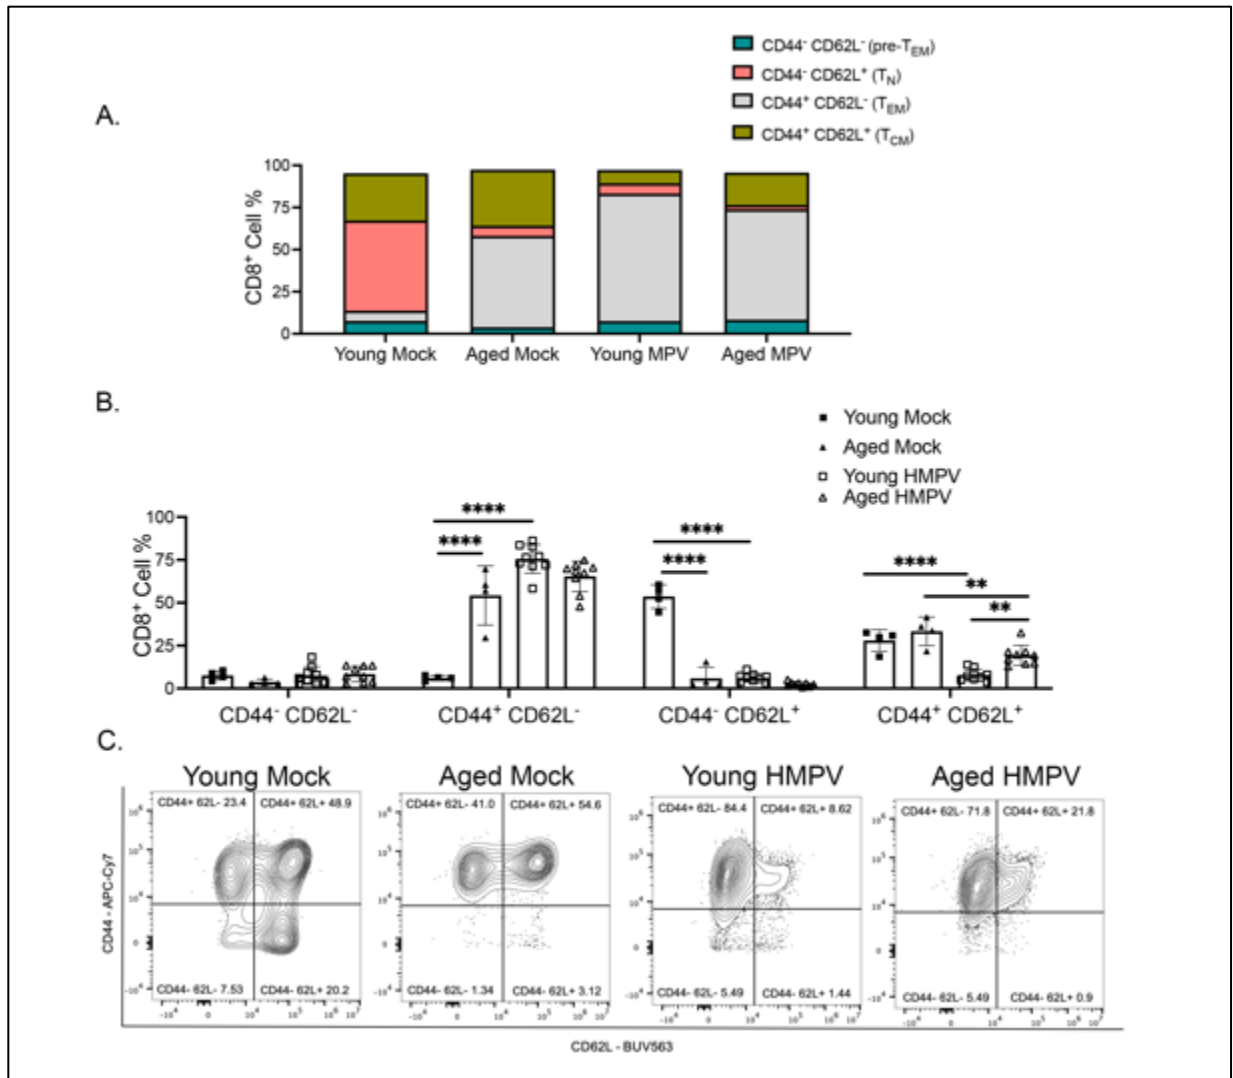 CD44- CD62L- (pre-TEM)
CD44- CD62L+ (TN)
CD44+ CD62L- (TEM)
CD44+ CD62L+ (TCM)
A.
CD8+ Cell %
100
75
50
25
0
Young Mock Aged Mock Young MPV Aged MPV
B.
Young Mock
Aged Mock
Young HMPV
Aged HMPV
CD8+ Cell %
100
75
50
25
0
**** **** **** **** **** ** **
CD44- CD62L- CD44+ CD62L- CD44- CD62L+ CD44+ CD62L+
C.
Young Mock Aged Mock Young HMPV Aged HMPV
CD44+ 62L- 23.4 CD44+ 62L+ 48.9 CD44+ 62L- 41.0 CD44+ 62L+ 54.6 CD44+ 62L- 84.4 CD44+ 62L+ 8.62 CD44+ 62L- 71.8 CD44+ 62L+ 21.8
CD44 - APC-Cy7
CD44- 62L- 7.53 CD44- 62L+ 20.2 CD44- 62L- 1.34 CD44- 62L+ 3.12 CD44- 62L- 5.49 CD44- 62L+ 1.44 CD44- 62L- 5.49 CD44- 62L+ 0.9
CD62L - BUV563